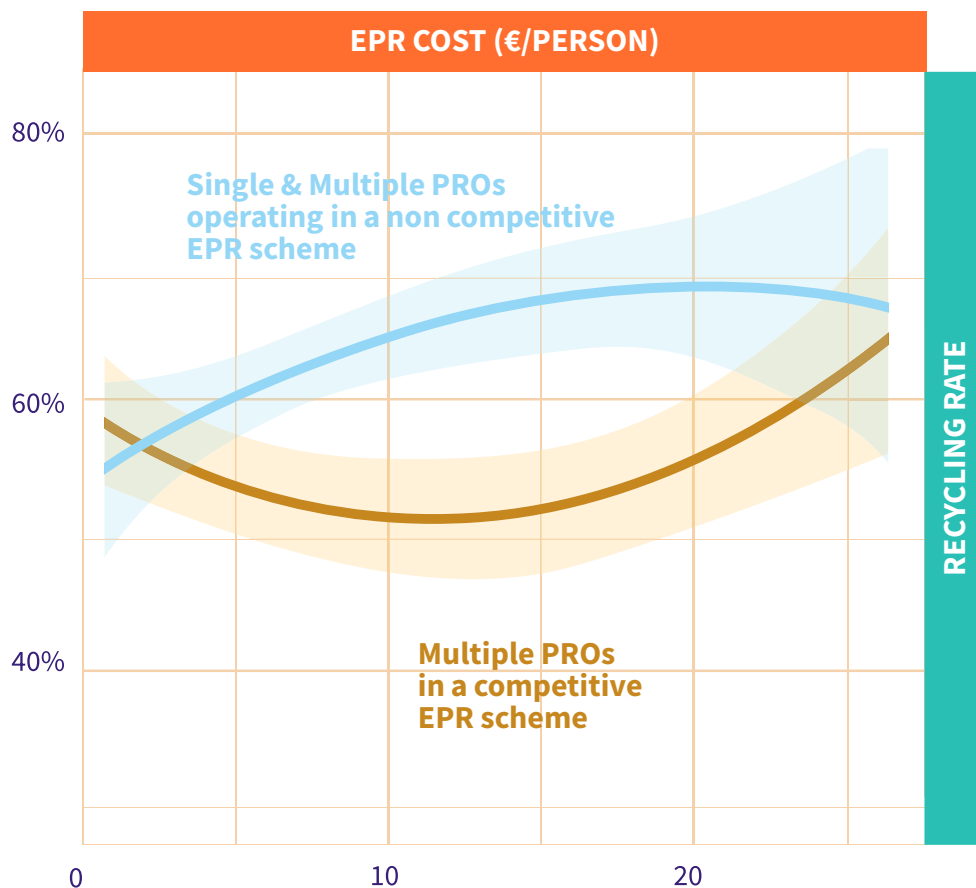 EPR COST (€/PERSON)
80%
Single & Multiple PROs
operating in a non competitive
EPR scheme
60%
RECYCLING RATE
Multiple PROs
in a competitive
EPR scheme
40%
0
10
20